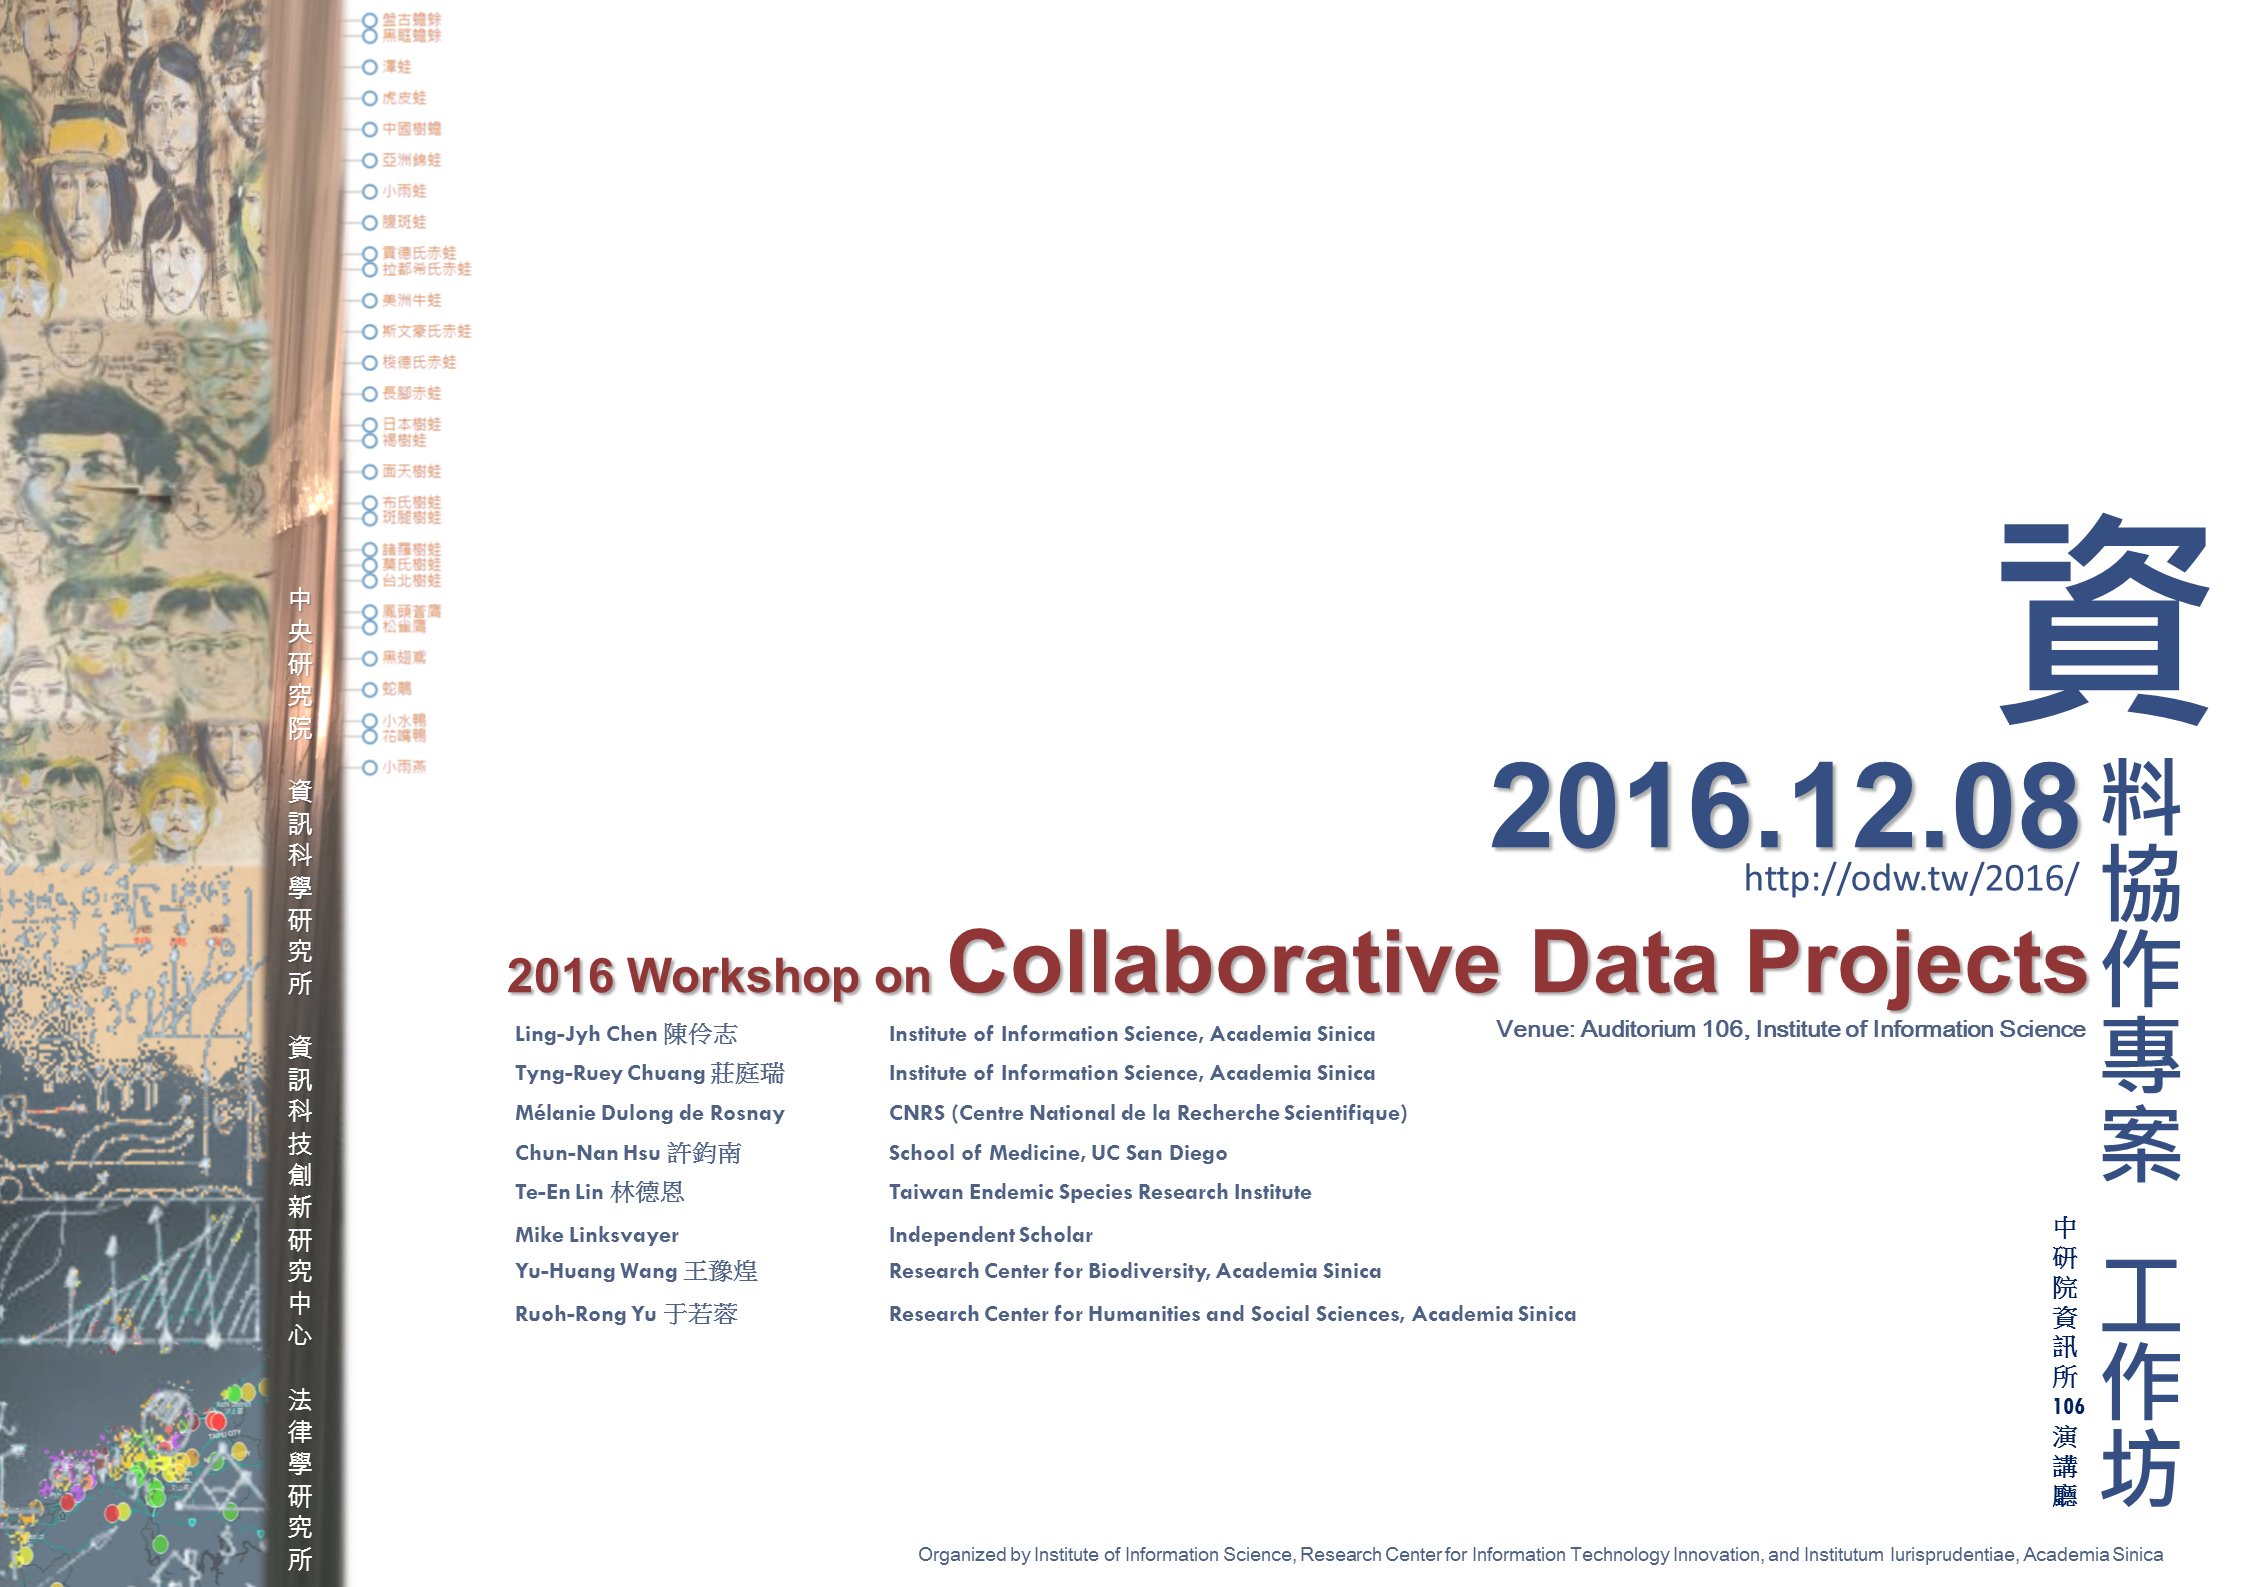 盤古蟾蜍
黑眶蟾蜍
澤蛙
虎皮蛙
中國樹蟾
亞洲錦蛙
小雨蛙
腹斑蛙
貢德氏赤蛙
拉都希氏赤蛙
美洲牛蛙
斯文豪氏赤蛙
梭德氏赤蛙
長腳赤蛙
日本樹蛙
褐樹蛙
面天樹蛙
布氏樹蛙
斑腿樹蛙
諸羅樹蛙
莫氏樹蛙
台北樹蛙
鳳頭蒼鷹
松雀鷹
黑翅鳶
蛇鵰
小水鴨
花嘴鴨
小雨燕
中央研究院 資訊科學研究所 資訊科技創新研究中心 法律學研究所
資料協作專案 工作坊
2016.12.08
http://odw.tw/2016/
2016 Workshop on Collaborative Data Projects
Venue: Auditorium 106, Institute of Information Science
Ling-Jyh Chen 陳伶志 Institute of Information Science, Academia Sinica
Tyng-Ruey Chuang 莊庭瑞 Institute of Information Science, Academia Sinica
Mélanie Dulong de Rosnay CNRS (Centre National de la Recherche Scientifique)
Chun-Nan Hsu 許鈞南 School of Medicine, UC San Diego
Te-En Lin 林德恩 Taiwan Endemic Species Research Institute
Mike Linksvayer Independent Scholar
Yu-Huang Wang 王豫煌 Research Center for Biodiversity, Academia Sinica
Ruoh-Rong Yu 于若蓉 Research Center for Humanities and Social Sciences, Academia Sinica
中研院資訊所106演講廳
TAIPEI CITY
Organized by Institute of Information Science, Research Center for Information Technology Innovation, and Institutum Iurisprudentiae, Academia Sinica